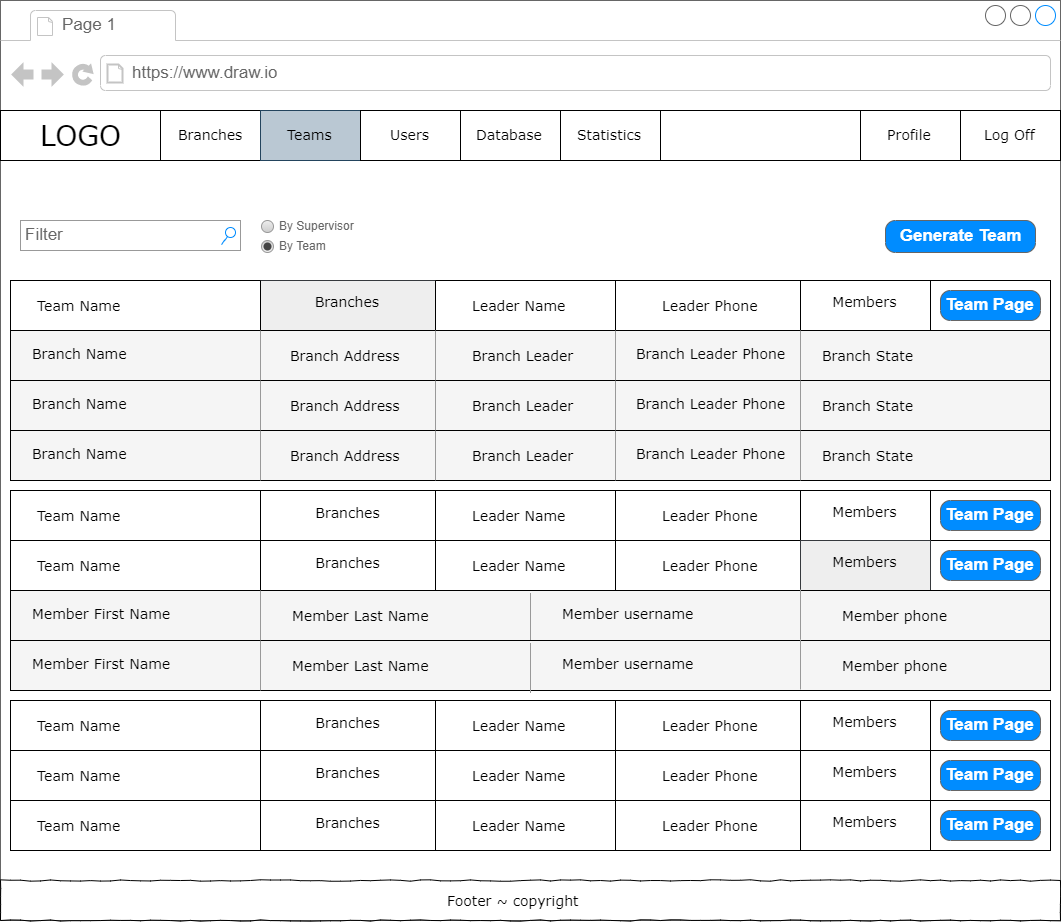 Page 1
https://www.draw.io
LOGO Branches Teams Users Database Statistics Profile Log Off
Filter
By Supervisor
By Team
Generate Team
Team Name Branches Leader Name Leader Phone Members Team Page
Branch Name Branch Address Branch Leader Branch Leader Phone Branch State
Branch Name Branch Address Branch Leader Branch Leader Phone Branch State
Branch Name Branch Address Branch Leader Branch Leader Phone Branch State
Team Name Branches Leader Name Leader Phone Members Team Page
Team Name Branches Leader Name Leader Phone Members Team Page
Member First Name Member Last Name Member username Member phone
Member First Name Member Last Name Member username Member phone
Team Name Branches Leader Name Leader Phone Members Team Page
Team Name Branches Leader Name Leader Phone Members Team Page
Team Name Branches Leader Name Leader Phone Members Team Page
Footer ~ copyright